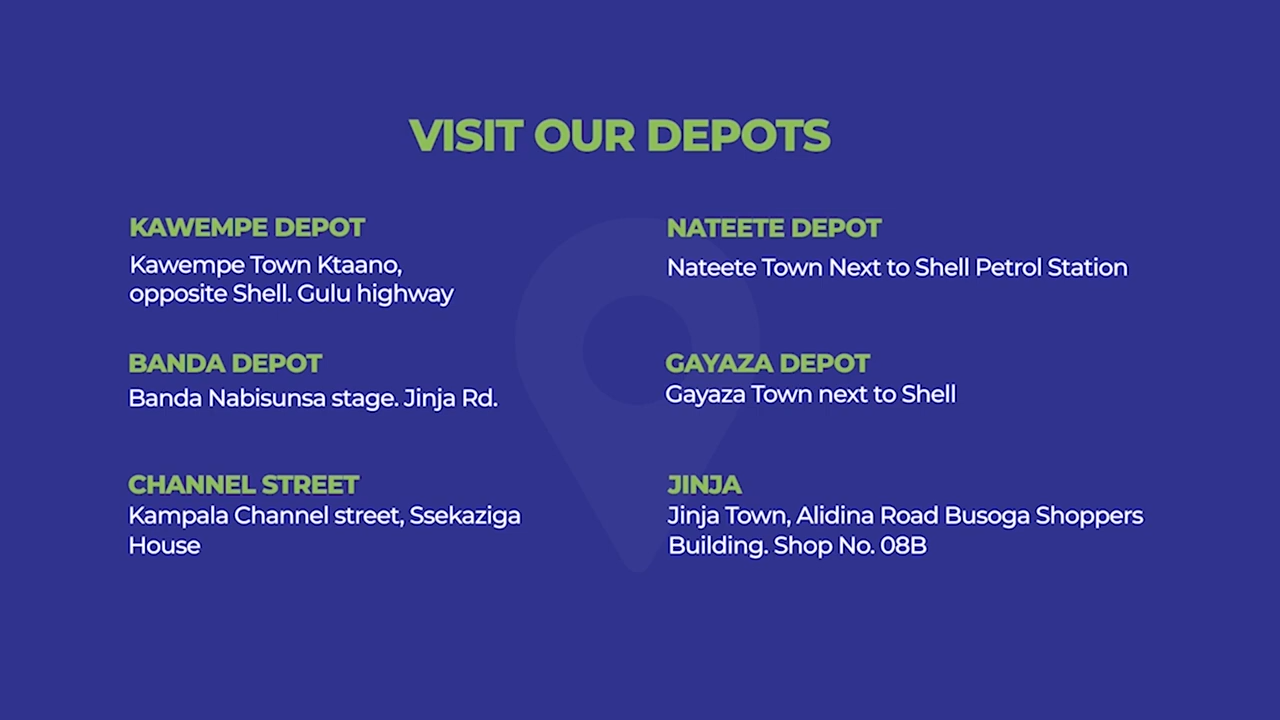 VISIT OUR DEPOTS
KAWEMPE DEPOT
Kawempe Town Ktaano,
opposite Shell. Gulu highway
BANDA DEPOT
Banda Nabisunsa stage. Jinja Rd.
CHANNEL STREET
Kampala Channel street, Ssekaziga
House
NATEETE DEPOT
Nateete Town Next to Shell Petrol Station
GAYAZA DEPOT
Gayaza Town next to Shell
JINJA
Jinja Town, Alidina Road Busoga Shoppers
Building. Shop No. 08B